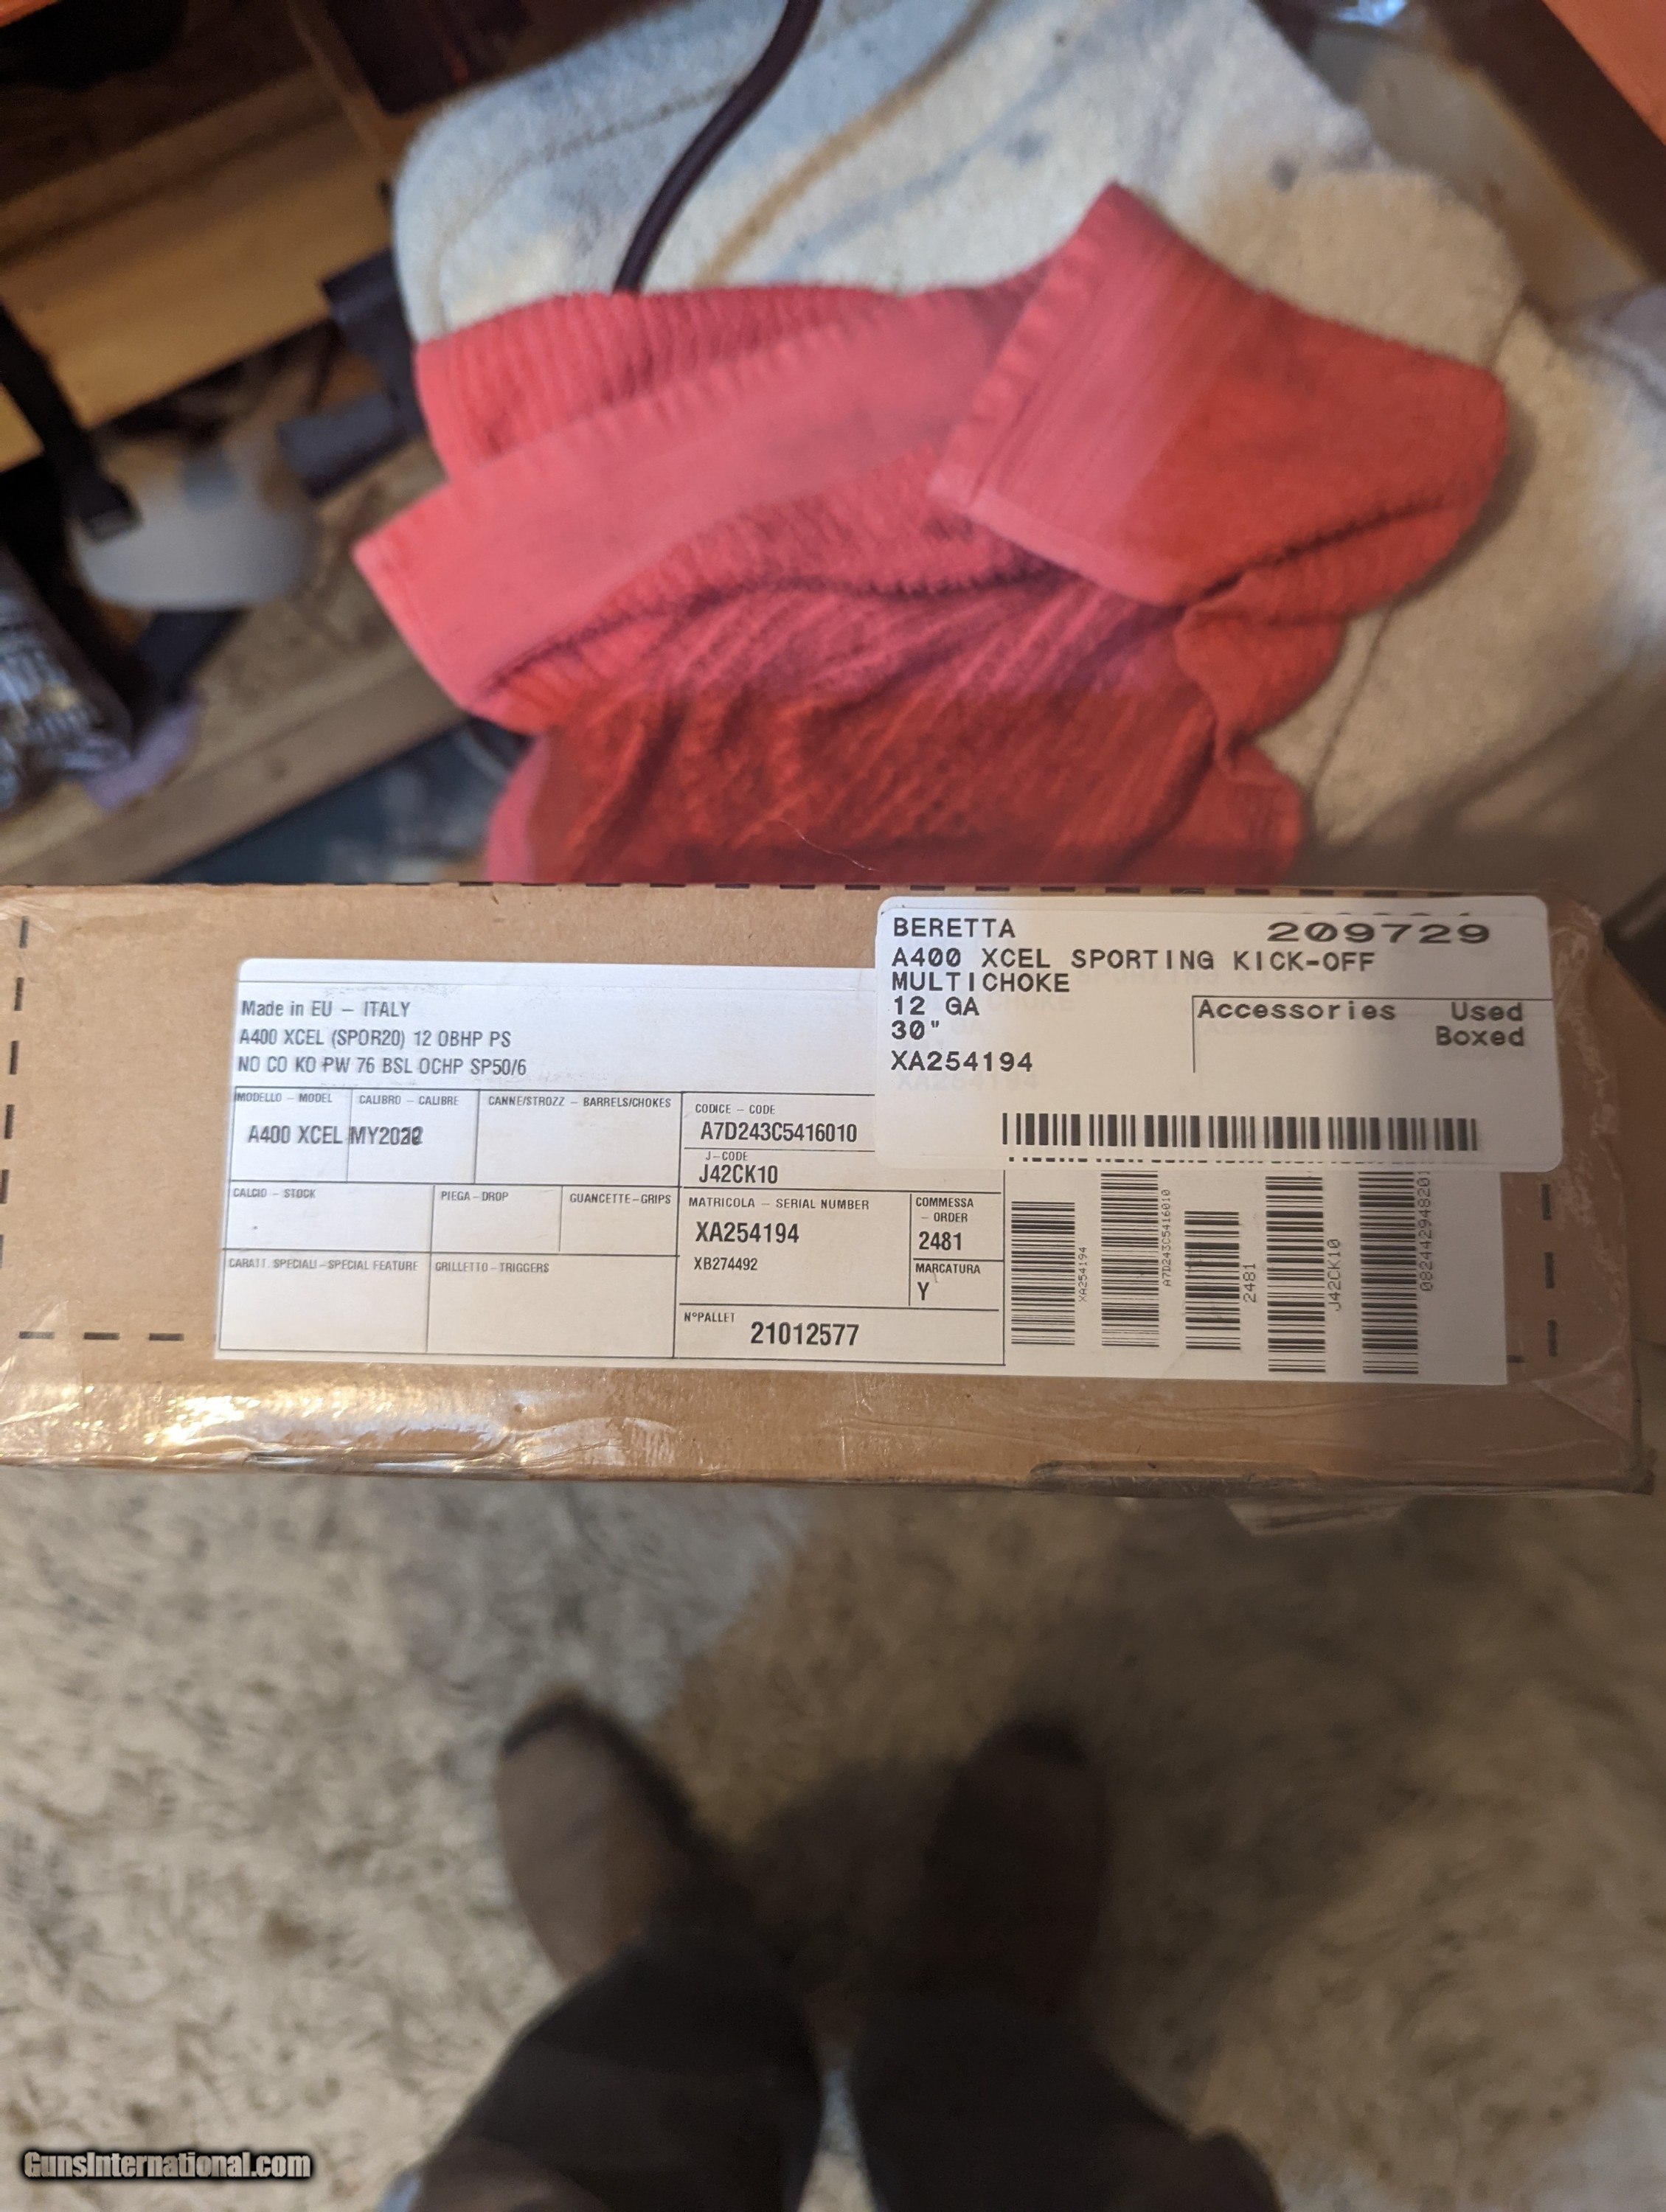 BERETTA 209729
A400 XCEL SPORTING KICK-OFF
MULTICHOKE
12 GA
30"
XA254194
Accessories Used
Boxed
Made in EU – ITALY
A400 XCEL (SPOR20) 12 OBHP PS
NO CO KO PW 76 BSL OCHP SP50/6
MODELLO – MODEL
CALIBRO – CALIBRE
CANNE/STROZZ – BARRELS/CHOKES
A400 XCEL
CODICE – CODE
A7D243C5416010
J-CODE
J42CK10
CALCIO – STOCK
PIEGA – DROP
GUANCETTE – GRIPS
MATRICOLA – SERIAL NUMBER
XA254194
XB274492
COMMESSA
– ORDER
2481
MARCATURA
Y
CARATT. SPECIALI – SPECIAL FEATURE
GRILLETTO – TRIGGERS
N°PALLET
21012577
XA254194
A7D243C5416010
2481
J42CK10
GunsInternational.com